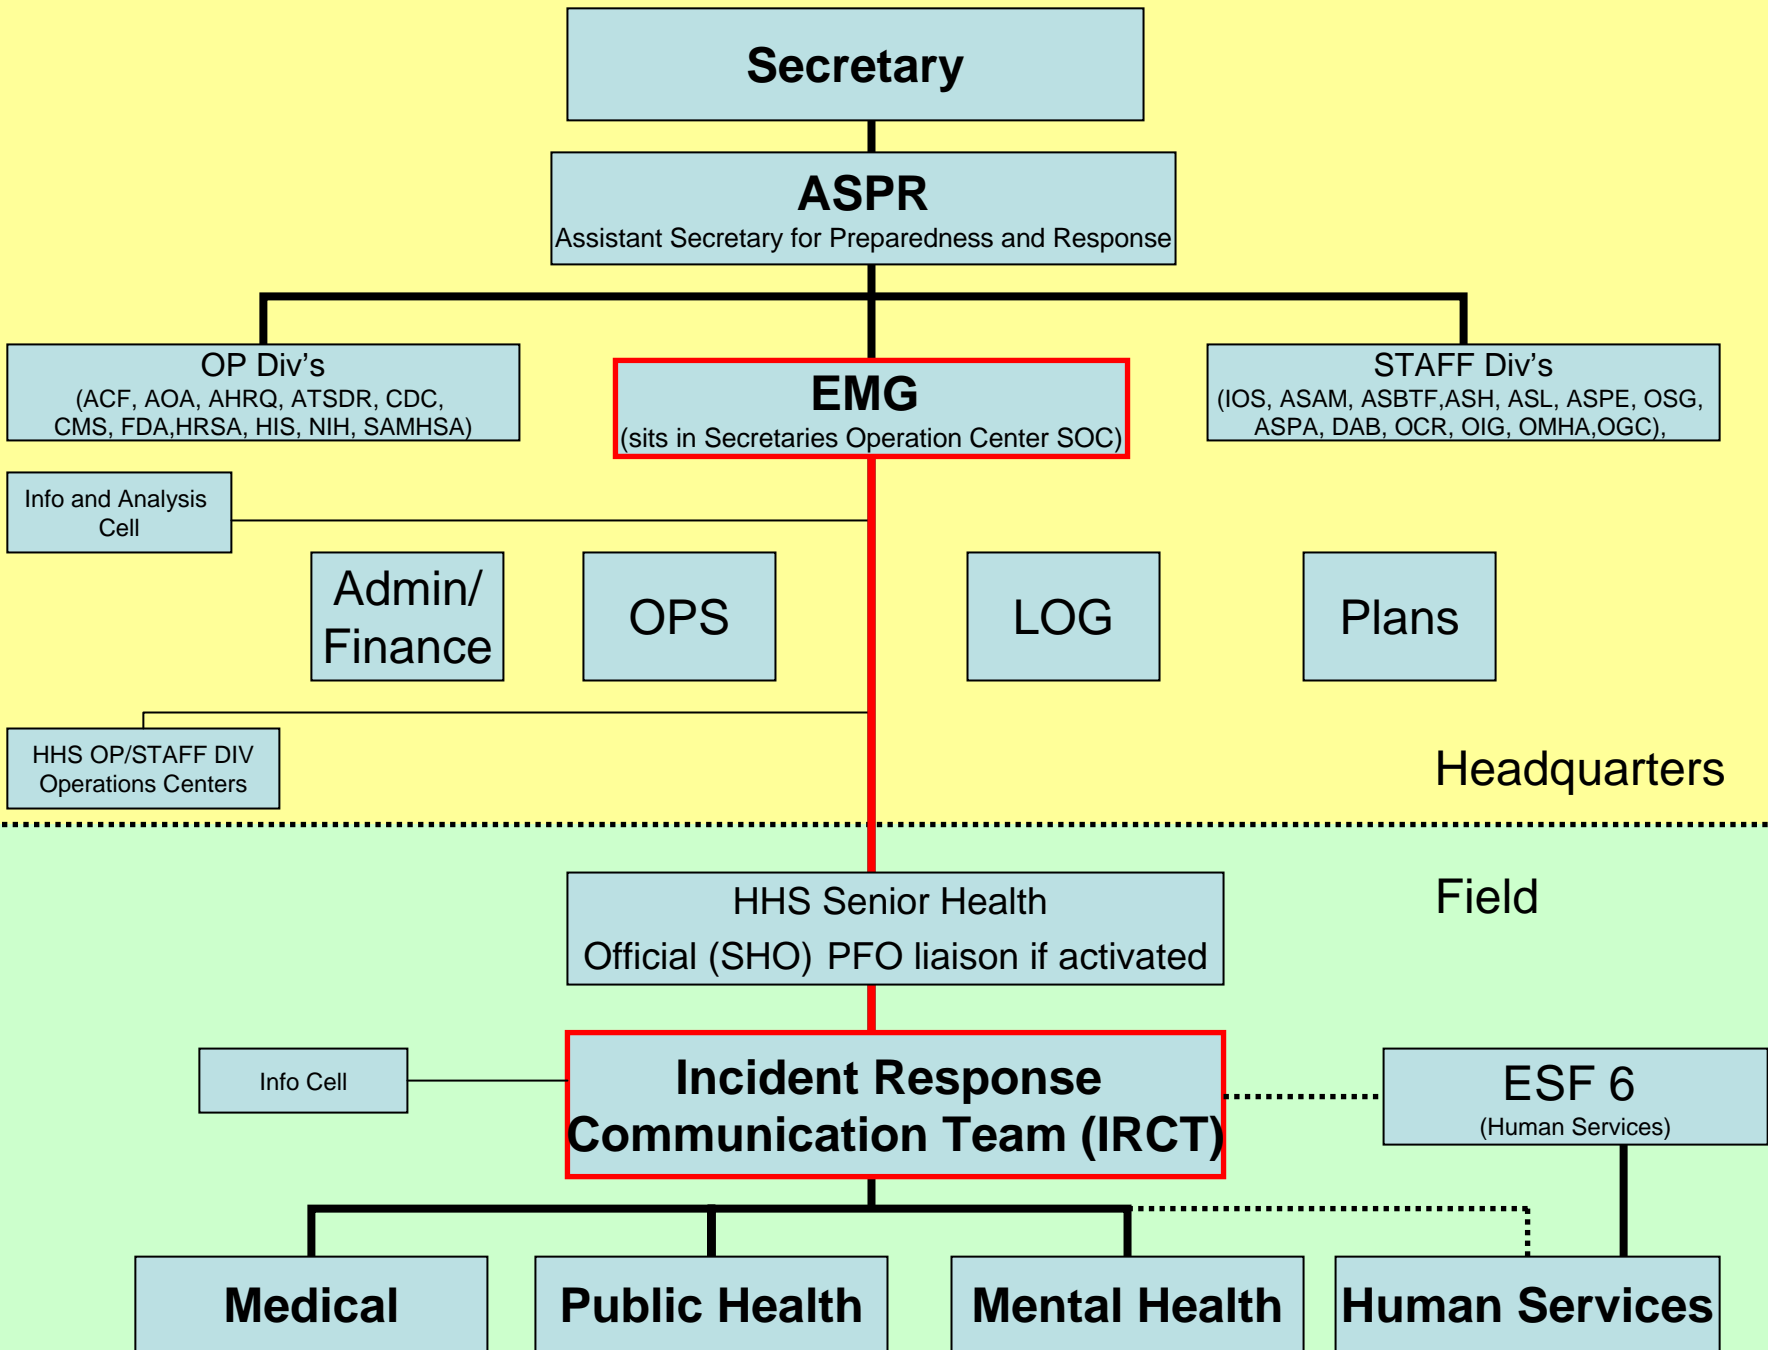 Secretary
ASPR
Assistant Secretary for Preparedness and Response
OP Div's
(ACF, AOA, AHRQ, ATSDR, CDC,
CMS, FDA,HRSA, HIS, NIH, SAMHSA)
EMG
(sits in Secretaries Operation Center SOC)
STAFF Div's
(IOS, ASAM, ASBTF,ASH, ASL, ASPE, OSG,
ASPA, DAB, OCR, OIG, OMHA,OGC),
Info and Analysis
Cell
Admin/
Finance
OPS
LOG
Plans
HHS OP/STAFF DIV
Operations Centers
Headquarters
Field
HHS Senior Health
Official (SHO) PFO liaison if activated
Info Cell
Incident Response
Communication Team (IRCT)
ESF 6
(Human Services)
Medical
Public Health
Mental Health
Human Services